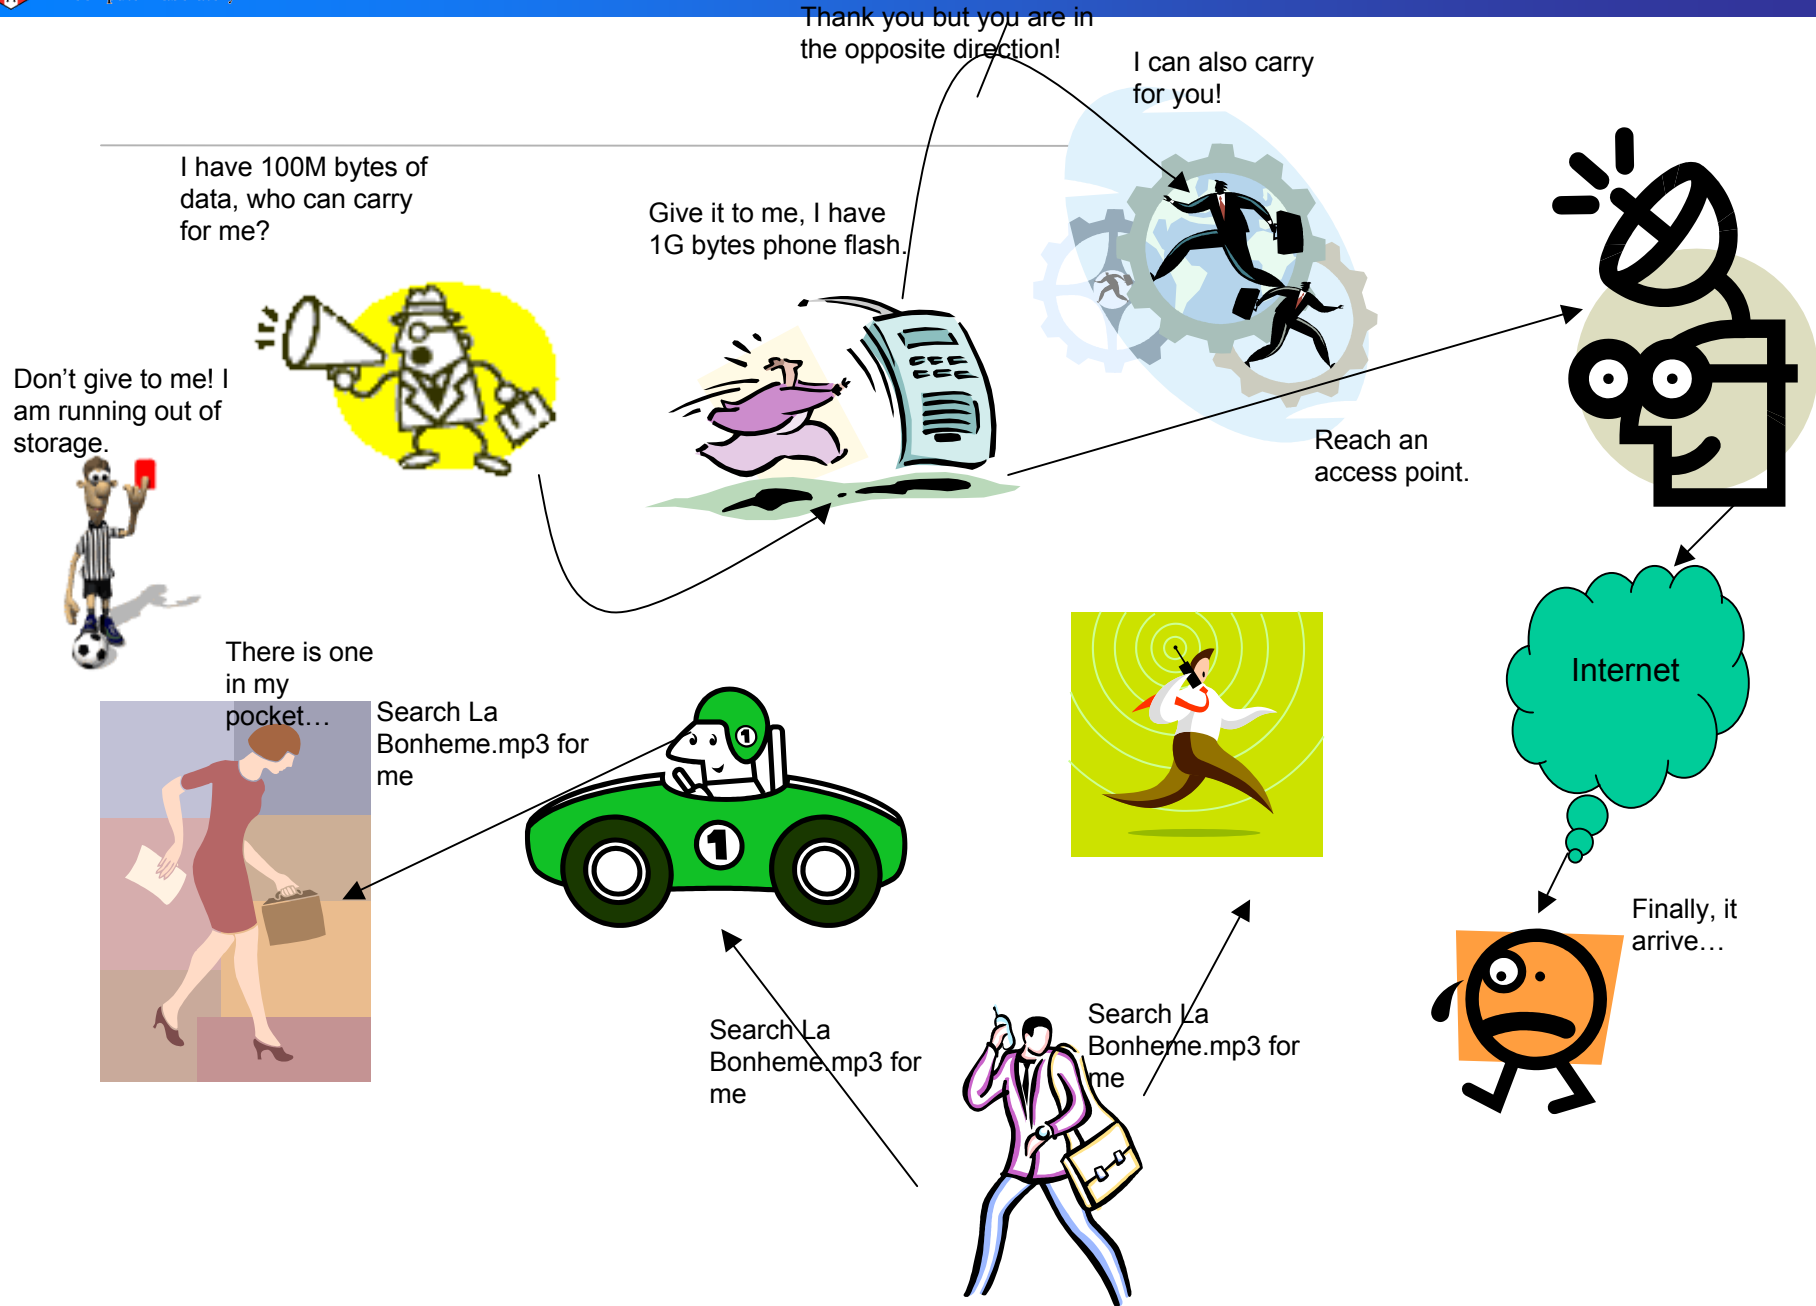 Thank you but you are in
the opposite direction!
I can also carry
for you!
I have 100M bytes of
data, who can carry
for me?
Give it to me, I have
1G bytes phone flash.
Don’t give to me! I
am running out of
storage.
Reach an
access point.
There is one
in my
pocket…
Search La
Bonheme.mp3 for
me
1
1
Internet
Finally, it
arrive…
Search La
Bonheme.mp3 for
me
Search La
Bonheme.mp3 for
me